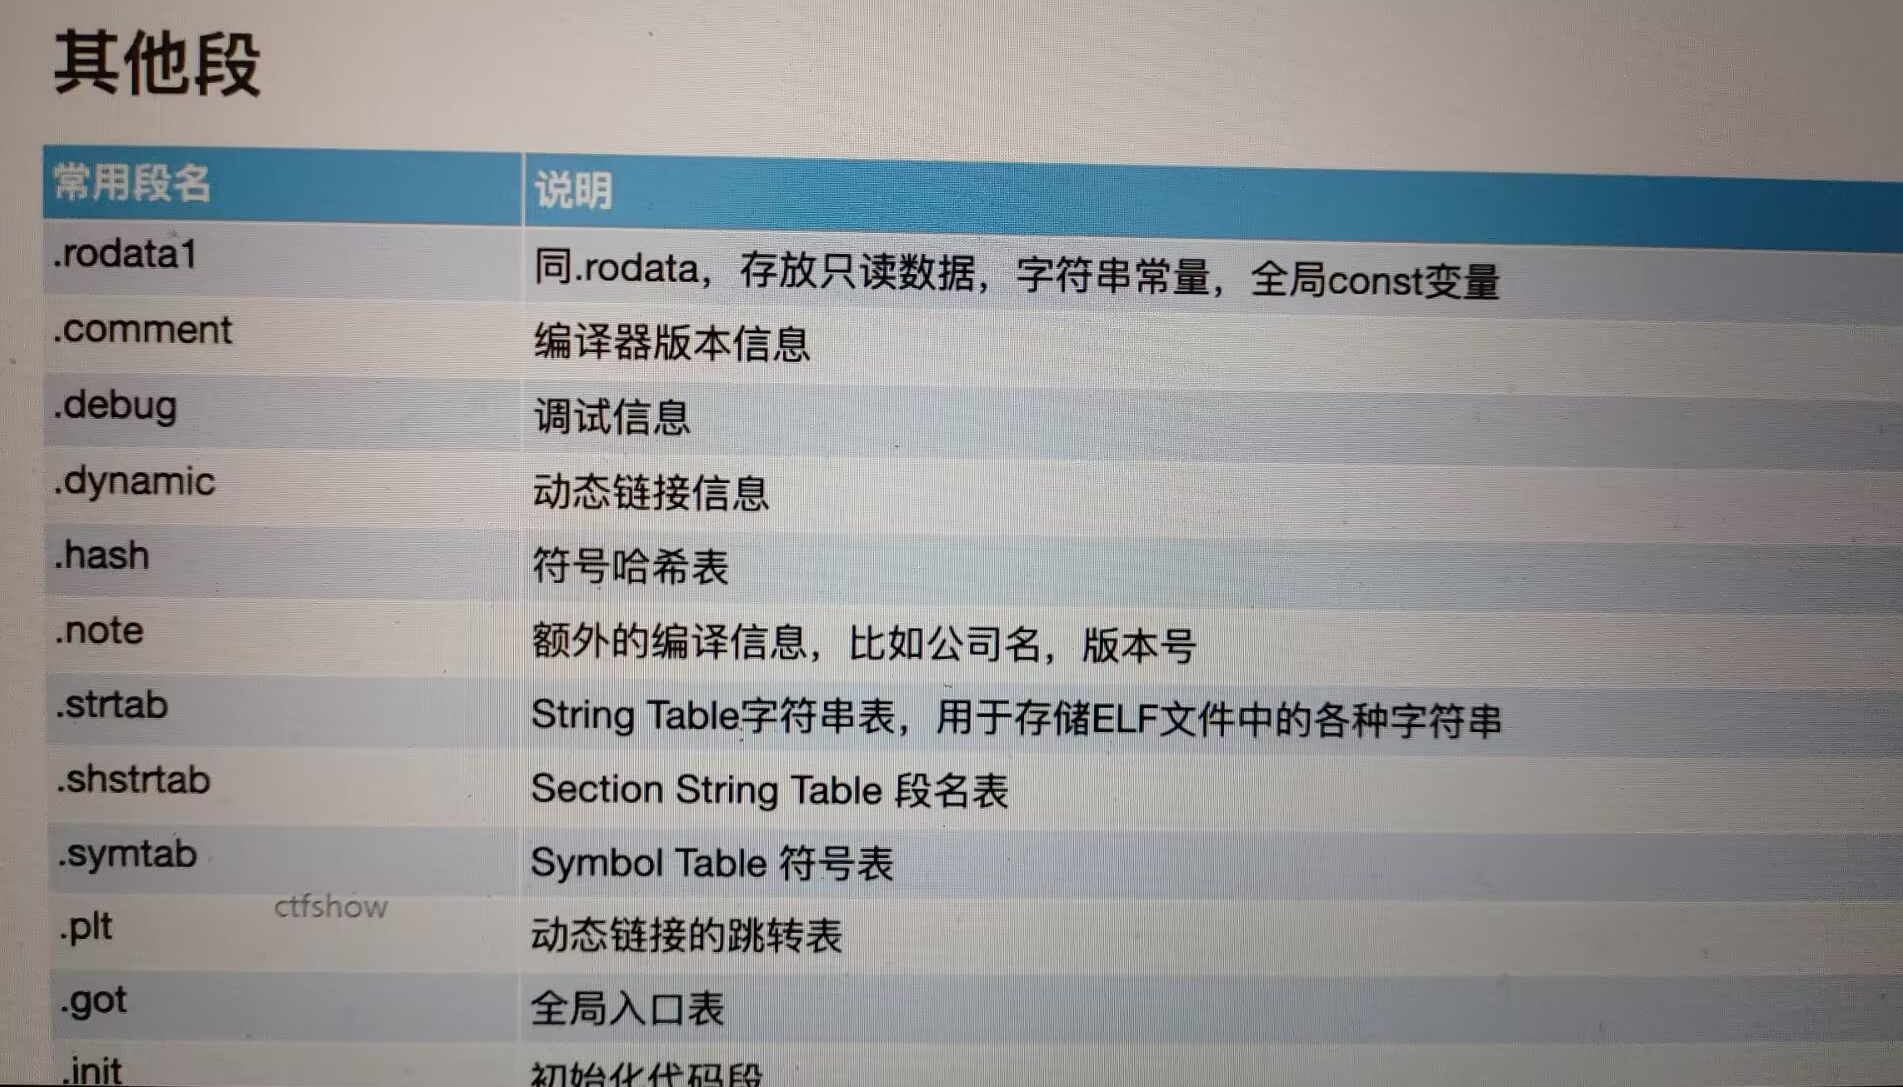 其他段
常用段名 说明
.rodata1 同.rodata，存放只读数据，字符串常量，全局const变量
.comment 编译器版本信息
.debug 调试信息
.dynamic 动态链接信息
.hash 符号哈希表
.note 额外的编译信息，比如公司名，版本号
.strtab String Table字符串表，用于存储ELF文件中的各种字符串
.shstrtab Section String Table 段名表
.symtab Symbol Table 符号表
ctfshow
.plt 动态链接的跳转表
.got 全局入口表
.init 初始化代码段